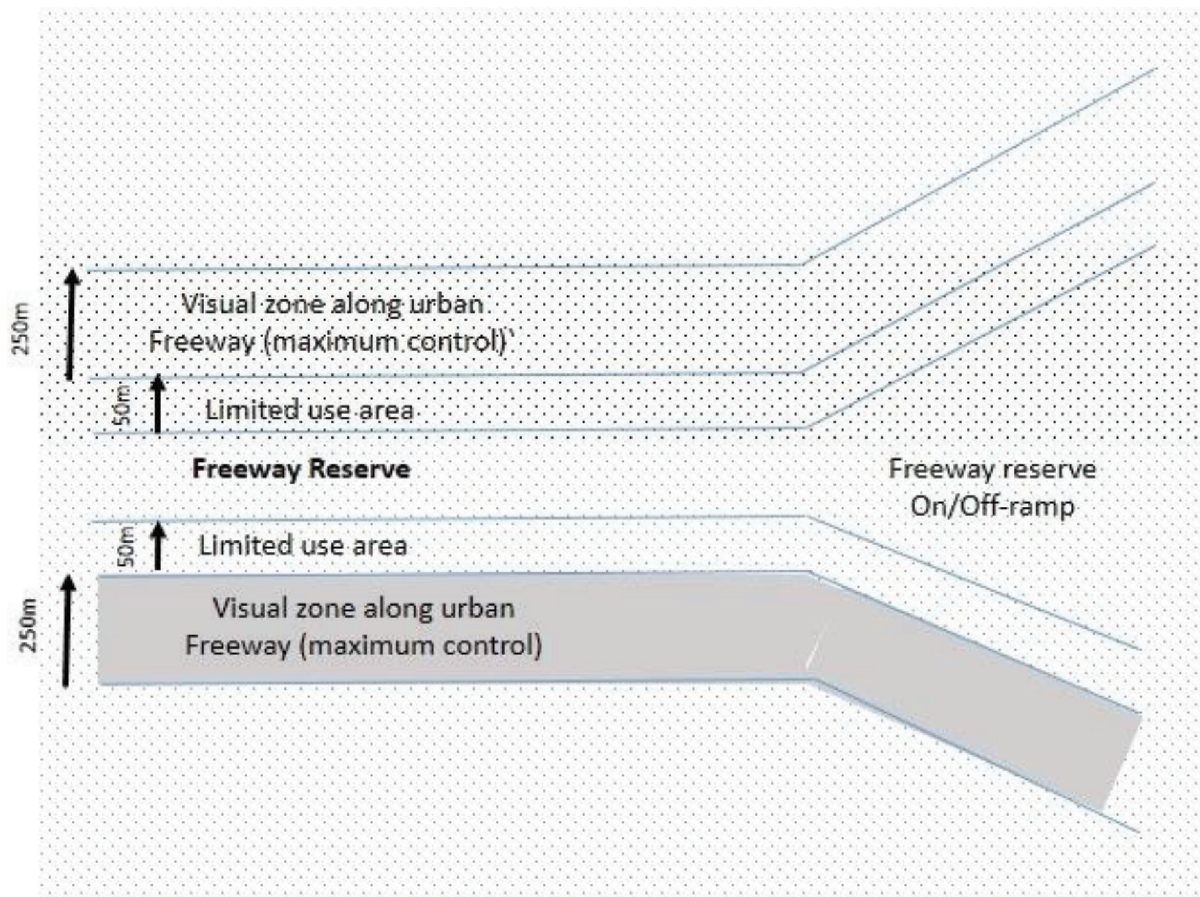 250m
Visual zone along urban
Freeway (maximum control)`
50m
Limited use area
Freeway Reserve
Freeway reserve
On/Off-ramp
50m
Limited use area
250m
Visual zone along urban
Freeway (maximum control)